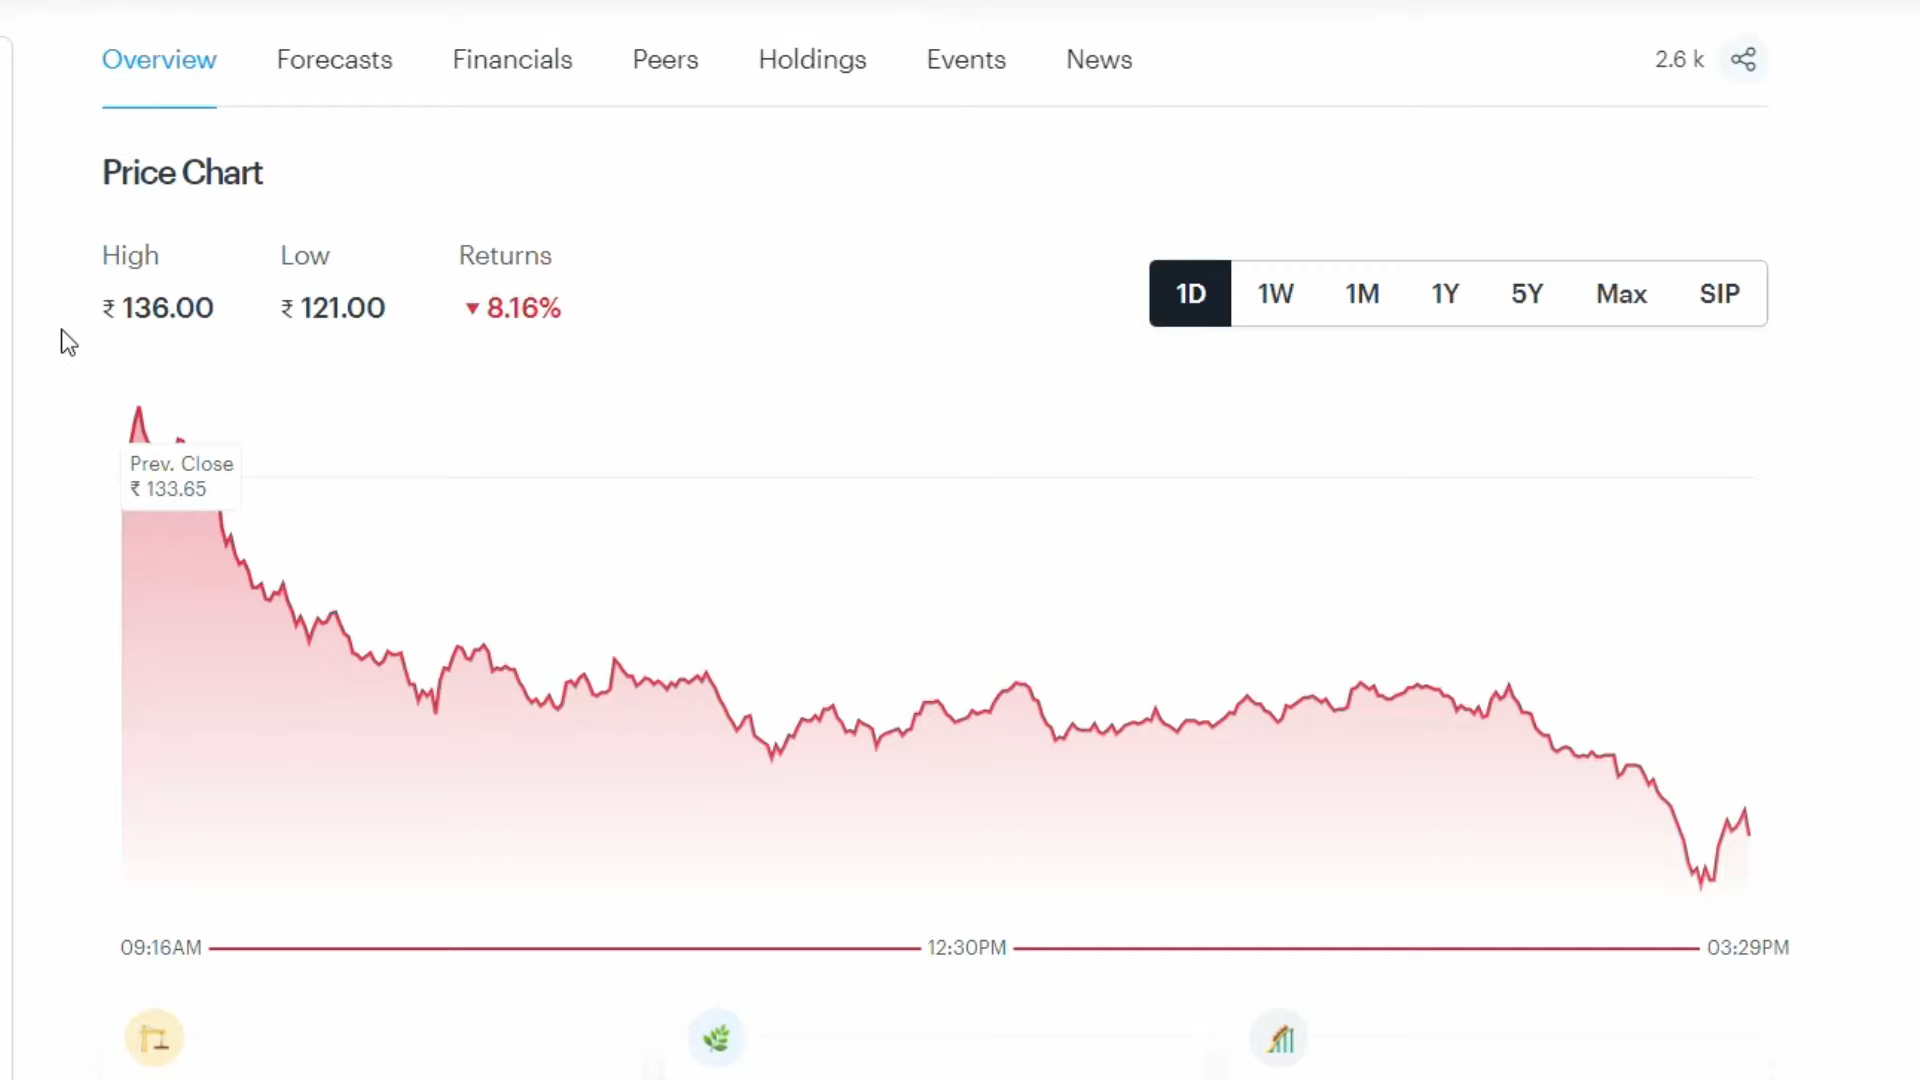 Overview Forecasts Financials Peers Holdings Events News 2.6 k
Price Chart
High Low Returns
₹ 136.00 ₹ 121.00 ▼ 8.16%
1D 1W 1M 1Y 5Y Max SIP
Prev. Close
₹ 133.65
09:16AM 12:30PM 03:29PM